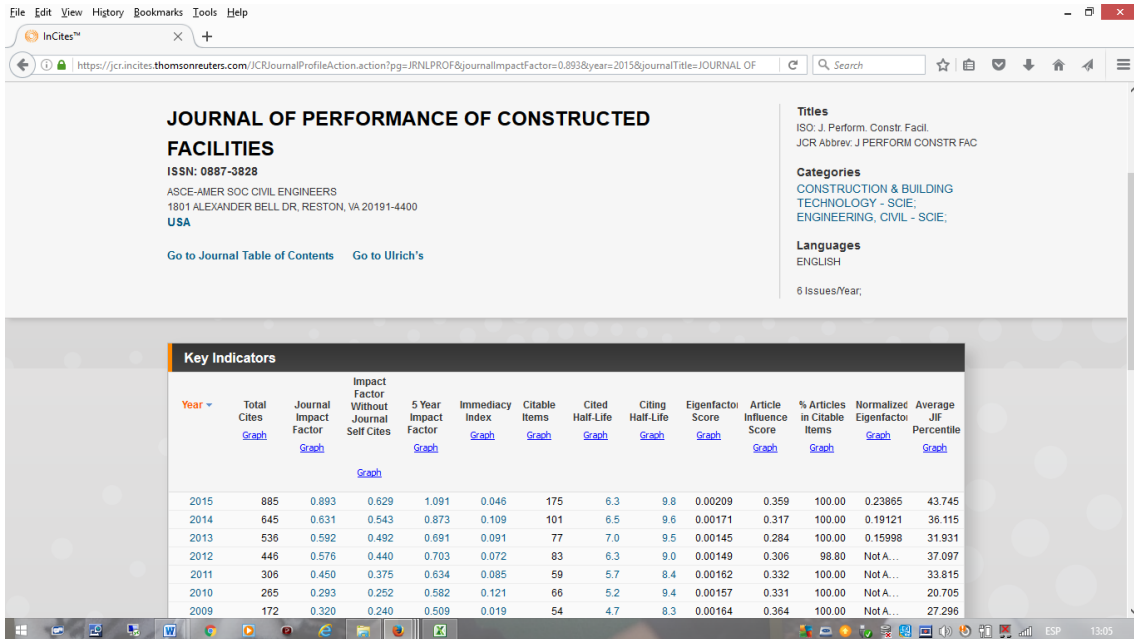 File Edit View History Bookmarks Tools Help
InCites™
https://jcr.incites.thomsonreuters.com/JCRJournalProfileAction.action?pg=JRNLPROF&journalImpactFactor=0.893&year=2015&journalTitle=JOURNAL OF
Search
JOURNAL OF PERFORMANCE OF CONSTRUCTED
FACILITIES
ISSN: 0887-3828
ASCE-AMER SOC CIVIL ENGINEERS
1801 ALEXANDER BELL DR, RESTON, VA 20191-4400
USA
Go to Journal Table of Contents Go to Ulrich's
Titles
ISO: J. Perform. Constr. Facil.
JCR Abbrev: J PERFORM CONSTR FAC
Categories
CONSTRUCTION & BUILDING
TECHNOLOGY - SCIE;
ENGINEERING, CIVIL - SCIE;
Languages
ENGLISH
6 Issues/Year;
Key Indicators
Year
Total
Cites
Graph
Journal
Impact
Factor
Graph
Impact
Factor
Without
Journal
Self Cites
Graph
5 Year
Impact
Factor
Graph
Immediacy
Index
Graph
Citable
Items
Graph
Cited
Half-Life
Graph
Citing
Half-Life
Graph
Eigenfactor
Score
Graph
Article
Influence
Score
Graph
% Articles
in Citable
Items
Graph
Normalized
Eigenfactor
Graph
Average
JIF
Percentile
Graph
2015 885 0.893 0.629 1.091 0.046 175 6.3 9.8 0.00209 0.359 100.00 0.23865 43.745
2014 645 0.631 0.543 0.873 0.109 101 6.5 9.6 0.00171 0.317 100.00 0.19121 36.115
2013 536 0.592 0.492 0.691 0.091 77 7.0 9.5 0.00145 0.284 100.00 0.15998 31.931
2012 446 0.576 0.440 0.703 0.072 83 6.3 9.0 0.00149 0.306 98.80 Not A... 37.097
2011 306 0.450 0.375 0.634 0.085 59 5.7 8.4 0.00162 0.332 100.00 Not A... 33.815
2010 265 0.293 0.252 0.582 0.121 66 5.2 9.4 0.00157 0.331 100.00 Not A... 20.705
2009 172 0.320 0.240 0.509 0.019 54 4.7 8.3 0.00164 0.364 100.00 Not A... 27.296
ESP 13:05